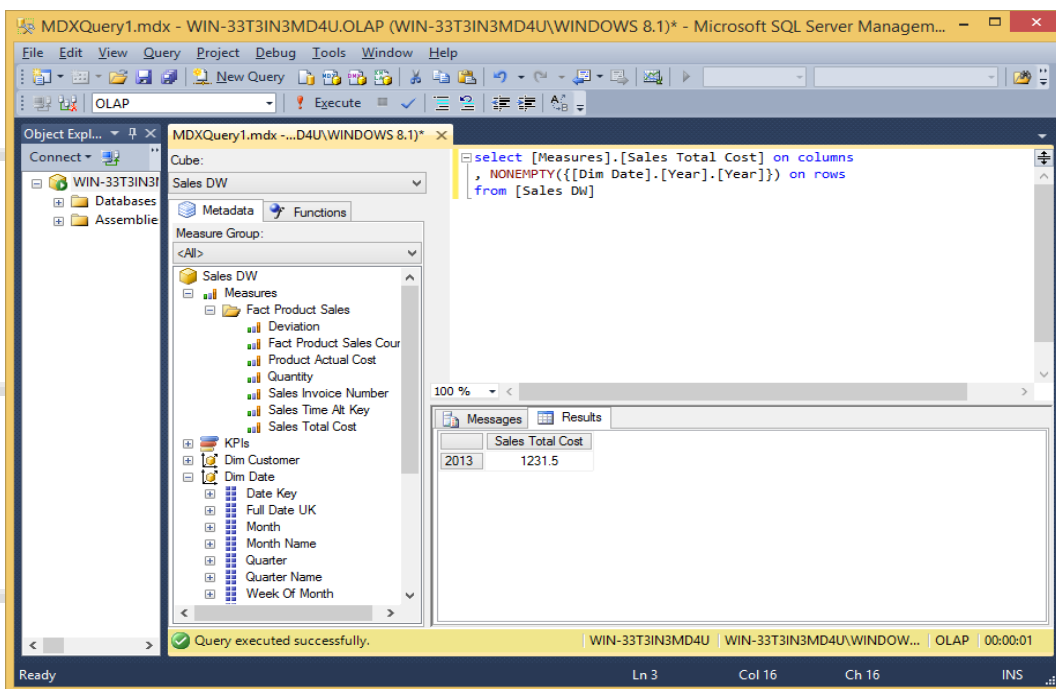 MDXQuery1.mdx - WIN-33T3IN3MD4U.OLAP (WIN-33T3IN3MD4U\WINDOWS 8.1)* - Microsoft SQL Server Managem...
File Edit View Query Project Debug Tools Window Help
New Query
OLAP Execute
Object Expl...
Connect
WIN-33T3IN3
Databases
Assemblie
MDXQuery1.mdx -...D4U\WINDOWS 8.1)*
Cube:
Sales DW
Metadata Functions
Measure Group:
<All>
Sales DW
Measures
Fact Product Sales
Deviation
Fact Product Sales Cour
Product Actual Cost
Quantity
Sales Invoice Number
Sales Time Alt Key
Sales Total Cost
KPIs
Dim Customer
Dim Date
Date Key
Full Date UK
Month
Month Name
Quarter
Quarter Name
Week Of Month
select [Measures].[Sales Total Cost] on columns
, NONEMPTY({[Dim Date].[Year].[Year]}) on rows
from [Sales DW]
100 %
Messages Results
Sales Total Cost
2013 1231.5
Query executed successfully. WIN-33T3IN3MD4U WIN-33T3IN3MD4U\WINDOW... OLAP 00:00:01
Ready Ln 3 Col 16 Ch 16 INS